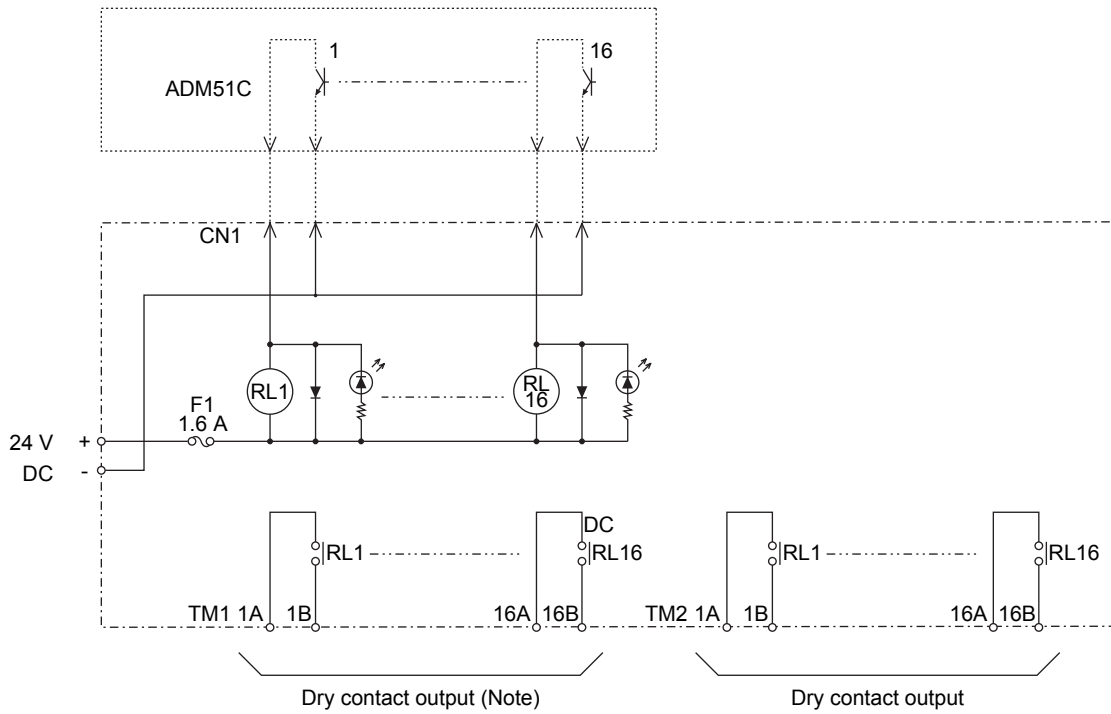 1 16
ADM51C
CN1
RL1 RL
16
F1
1.6 A
24 V +
DC -
DC
RL1 RL16 RL1 RL16
TM1 1A 1B 16A 16B TM2 1A 1B 16A 16B
Dry contact output (Note) Dry contact output